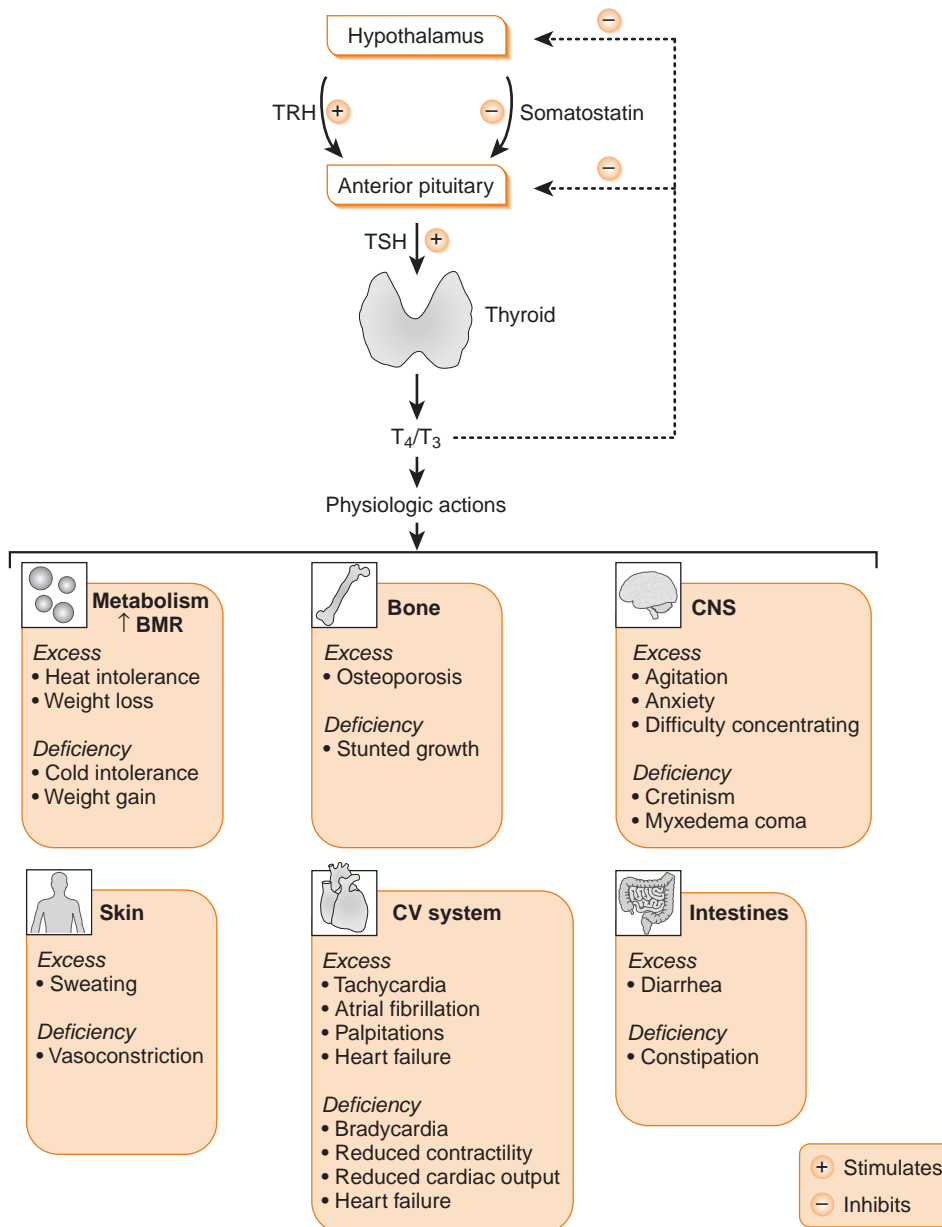 −
Hypothalamus
TRH + − Somatostatin
−
Anterior pituitary
TSH +
Thyroid
T₄/T₃
Physiologic actions
Metabolism
↑ BMR
Excess
• Heat intolerance
• Weight loss
Deficiency
• Cold intolerance
• Weight gain
Bone
Excess
• Osteoporosis
Deficiency
• Stunted growth
CNS
Excess
• Agitation
• Anxiety
• Difficulty concentrating
Deficiency
• Cretinism
• Myxedema coma
Skin
Excess
• Sweating
Deficiency
• Vasoconstriction
CV system
Excess
• Tachycardia
• Atrial fibrillation
• Palpitations
• Heart failure
Deficiency
• Bradycardia
• Reduced contractility
• Reduced cardiac output
• Heart failure
Intestines
Excess
• Diarrhea
Deficiency
• Constipation
+ Stimulates
− Inhibits